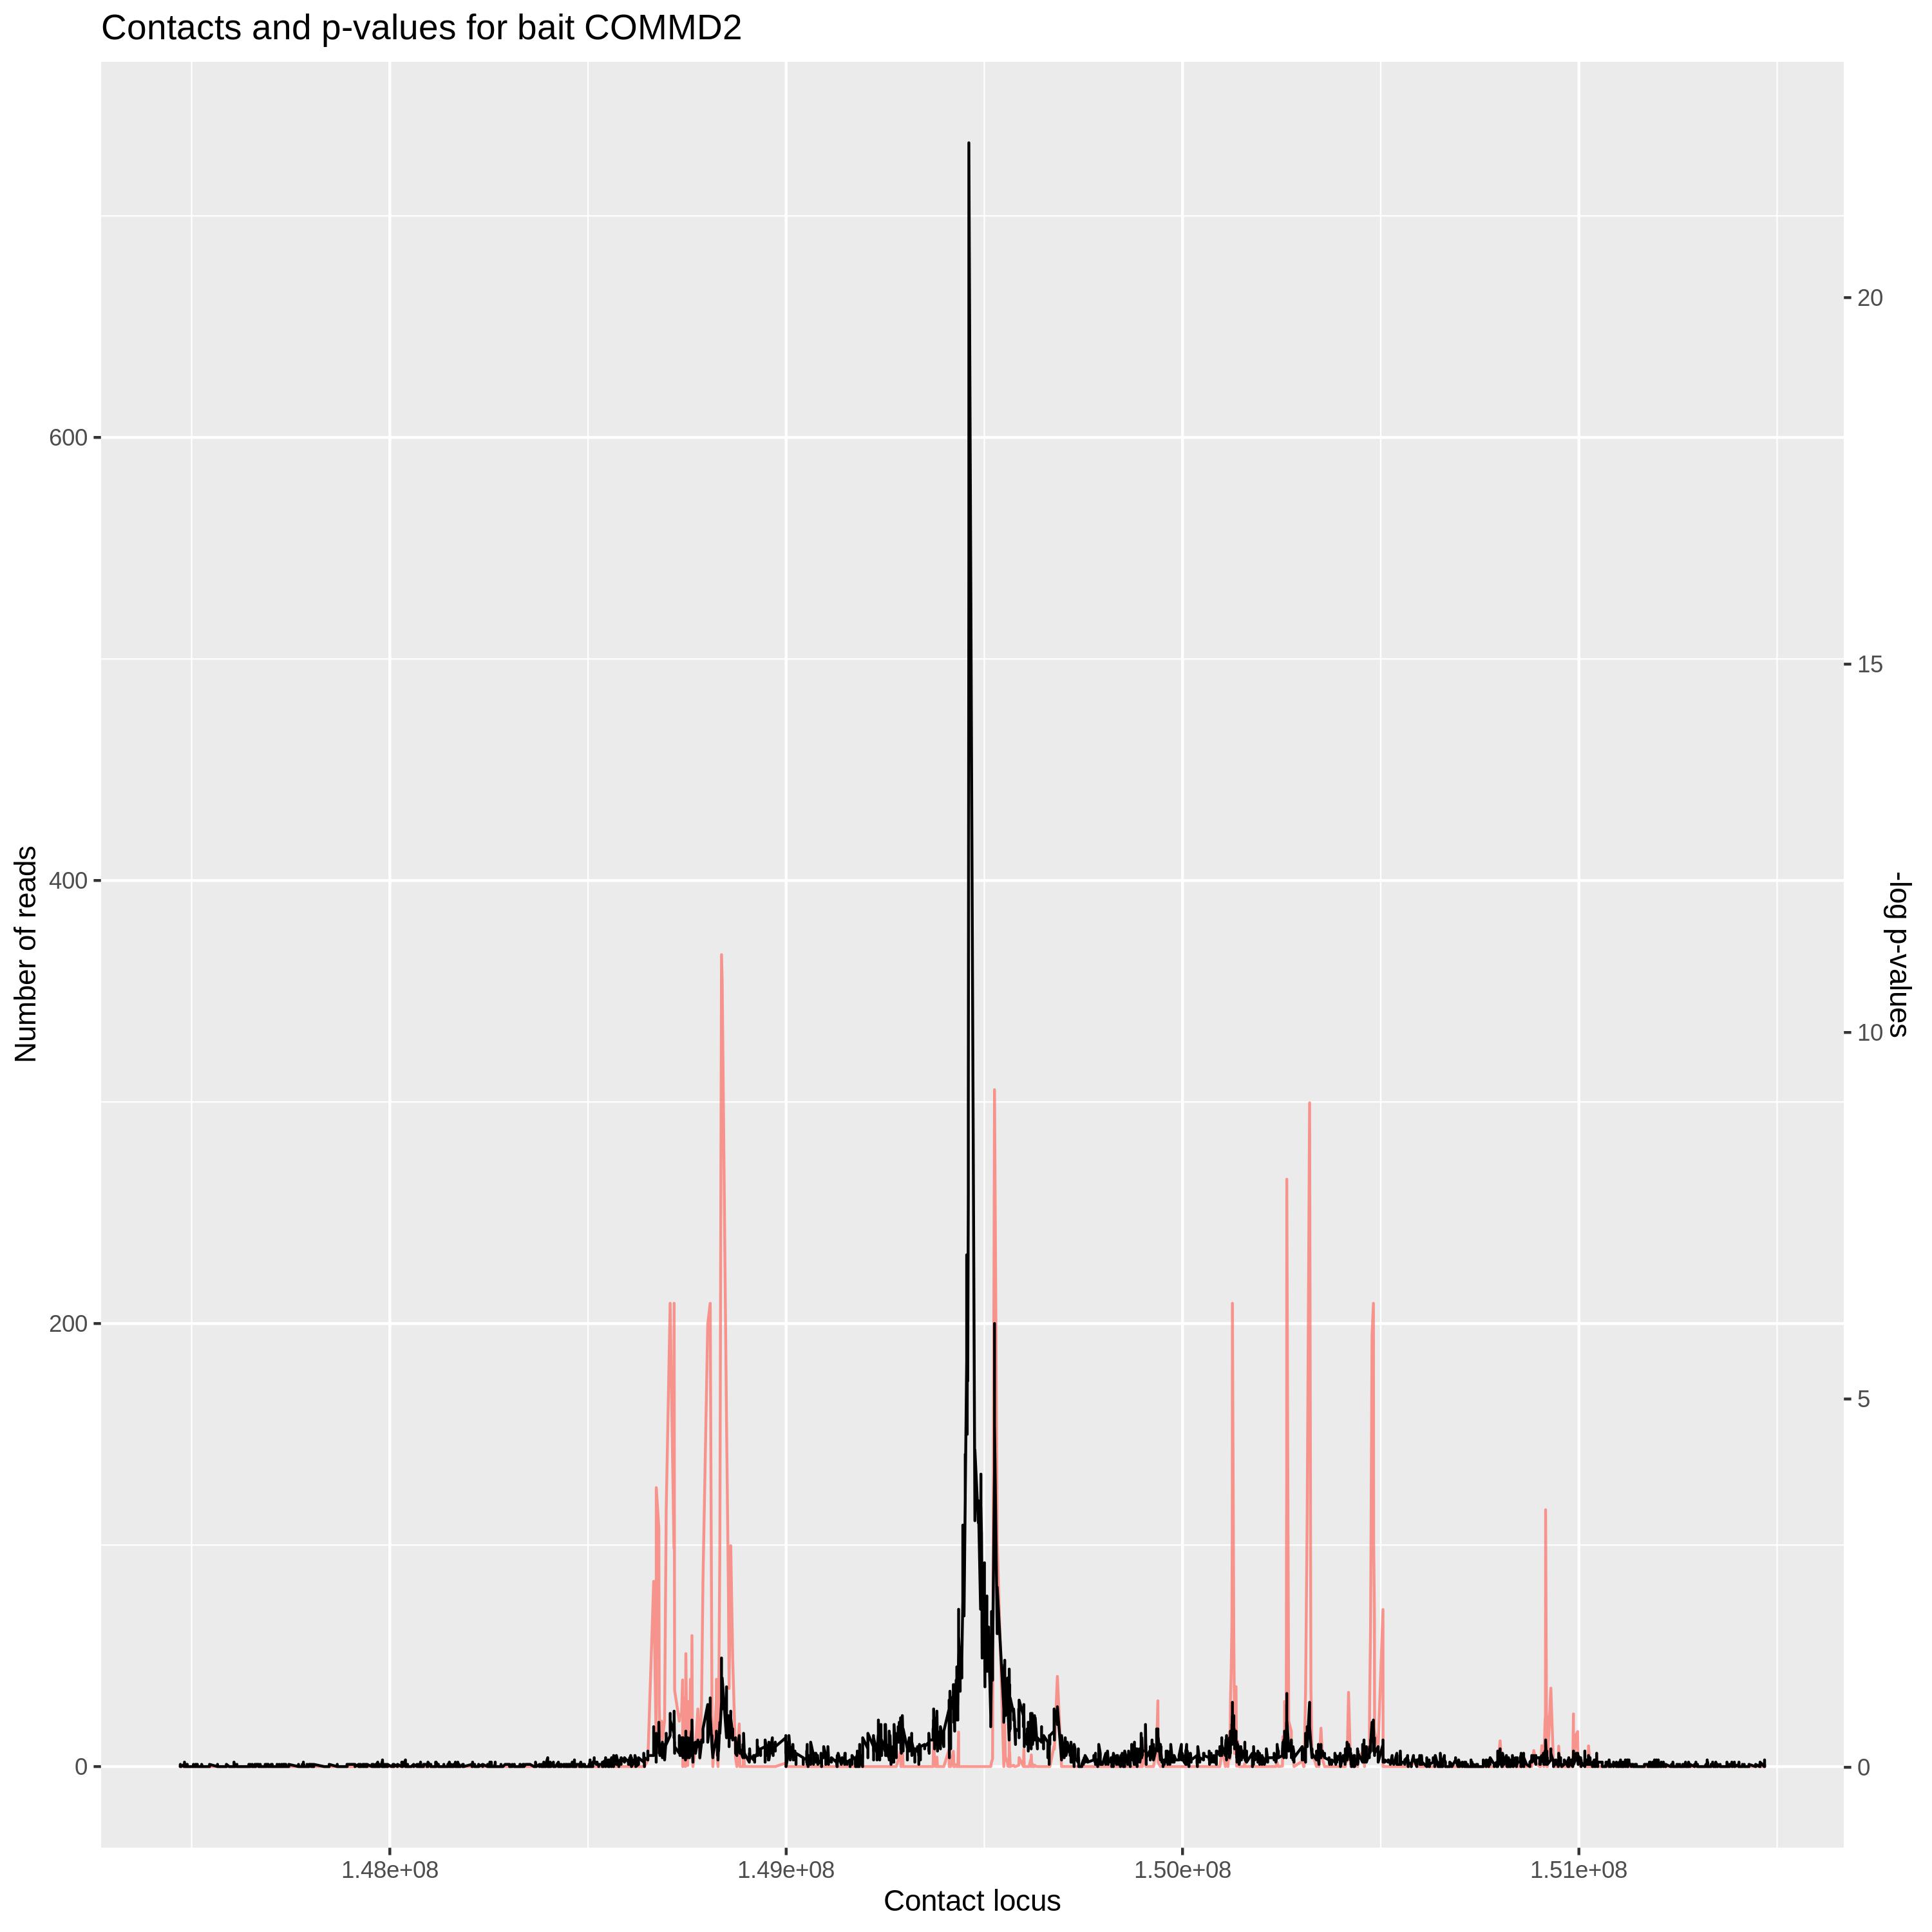 Contacts and p-values for bait COMMD2
600
400
200
0
Number of reads
20
15
10
5
0
-log p-values
1.48e+08
1.49e+08
1.50e+08
1.51e+08
Contact locus